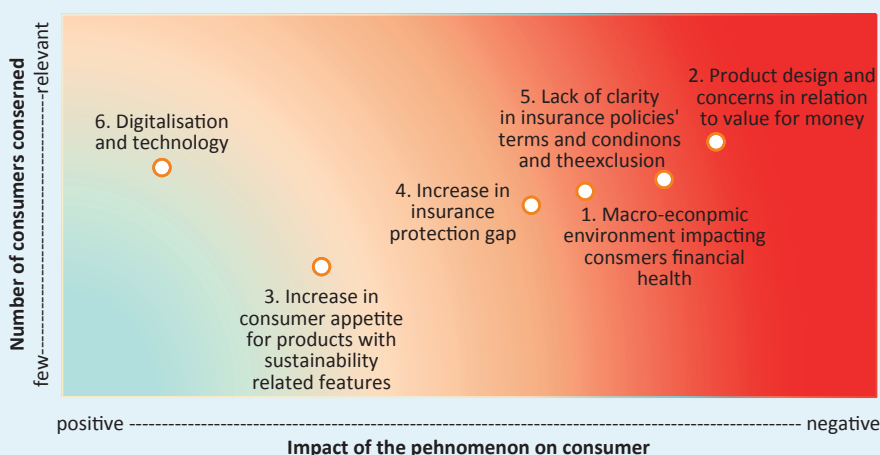 Number of consumers conserned
few-----------------------------relevant
2. Product design and
concerns in relation
to value for money
5. Lack of clarity
in insurance policies'
terms and condinons
and theexclusion
6. Digitalisation
and technology
4. Increase in
insurance
protection gap
1. Macro-econpmic
environment impacting
consmers financial
health
3. Increase in
consumer appetite
for products with
sustainability
related features
positive ------------------------------------------------------------------------ negative
Impact of the pehnomenon on consumer